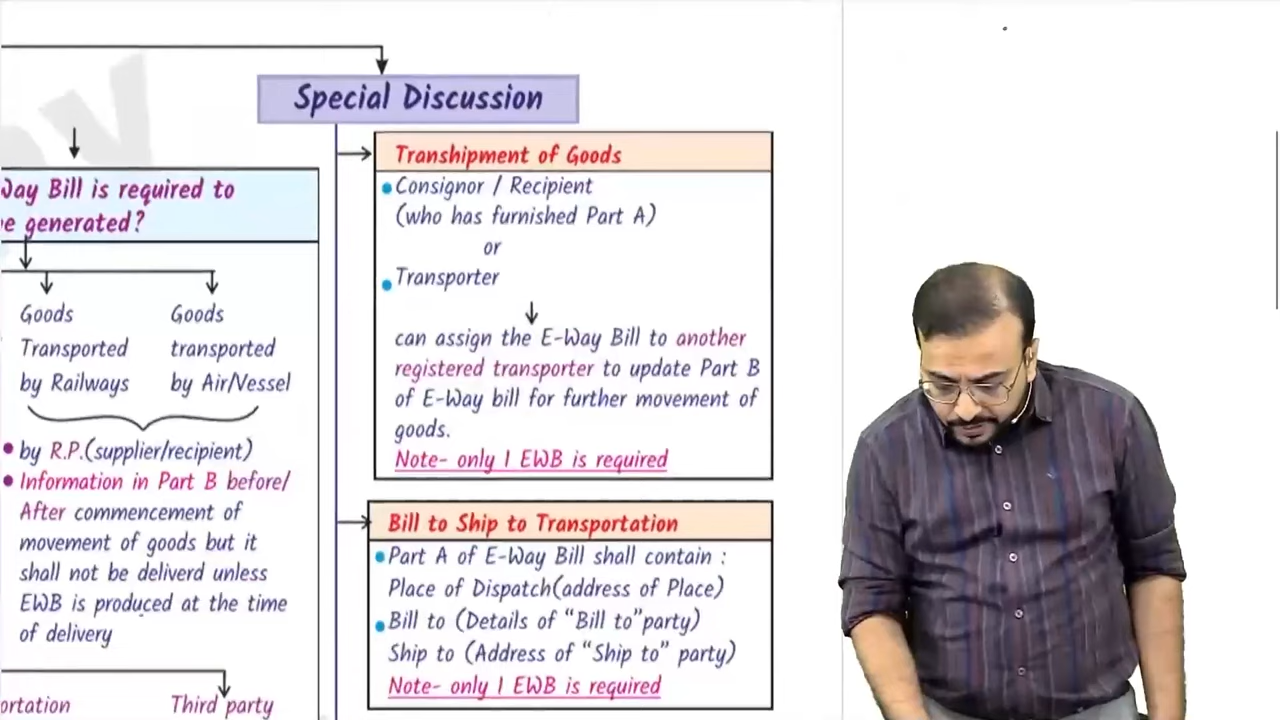 Special Discussion
Way Bill is required to
e generated?
Goods
Transported
by Railways
Goods
transported
by Air/Vessel
by R.P.(supplier/recipient)
Information in Part B before/
After commencement of
movement of goods but it
shall not be deliverd unless
EWB is produced at the time
of delivery
ortation
Third party
Transhipment of Goods
Consignor / Recipient
(who has furnished Part A)
or
Transporter
can assign the E-Way Bill to another
registered transporter to update Part B
of E-Way bill for further movement of
goods.
Note- only 1 EWB is required
Bill to Ship to Transportation
Part A of E-Way Bill shall contain :
Place of Dispatch(address of Place)
Bill to (Details of "Bill to"party)
Ship to (Address of "Ship to" party)
Note- only 1 EWB is required